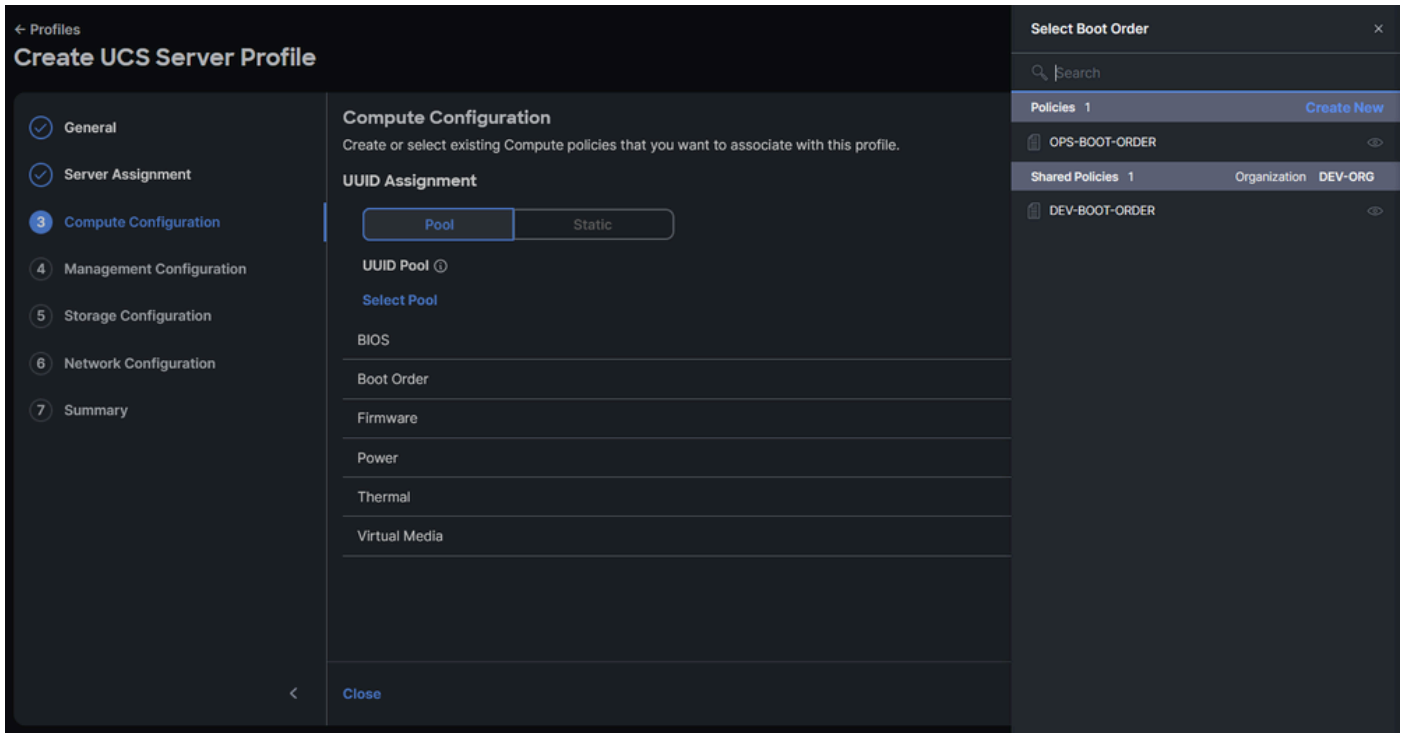 ← Profiles
Create UCS Server Profile
General
Server Assignment
3 Compute Configuration
4 Management Configuration
5 Storage Configuration
6 Network Configuration
7 Summary
Compute Configuration
Create or select existing Compute policies that you want to associate with this profile.
UUID Assignment
Pool Static
UUID Pool
Select Pool
BIOS
Boot Order
Firmware
Power
Thermal
Virtual Media
Close
Select Boot Order
Search
Policies 1 Create New
OPS-BOOT-ORDER
Shared Policies 1 Organization DEV-ORG
DEV-BOOT-ORDER